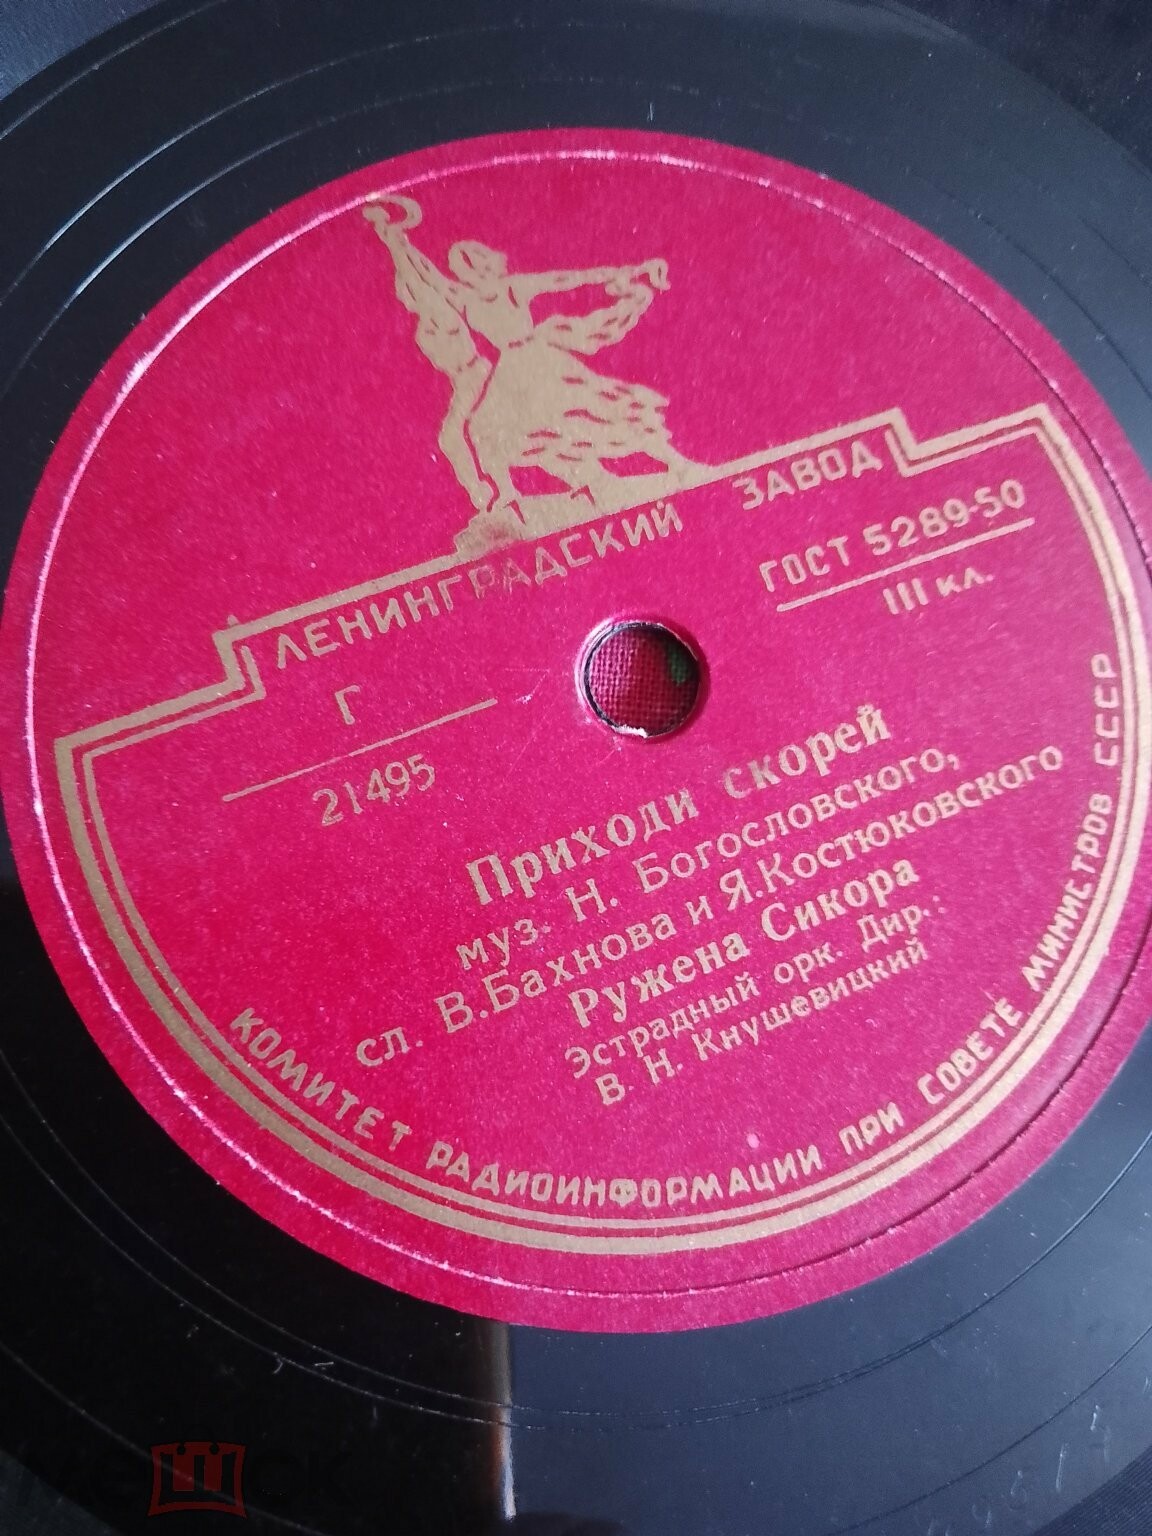 ЛЕНИНГРАДСКИЙ ЗАВОД
ГОСТ 5289-50
III кл.
Г
21495
Приходи скорей
муз. Н. Богословского,
сл. В. Бахнова и Я. Костюковского
Ружена Сикора
Эстрадный орк. Дир.:
В. Н. Кнушевицкий
КОМИТЕТ РАДИОИНФОРМАЦИИ ПРИ СОВЕТЕ МИНИСТРОВ СССР